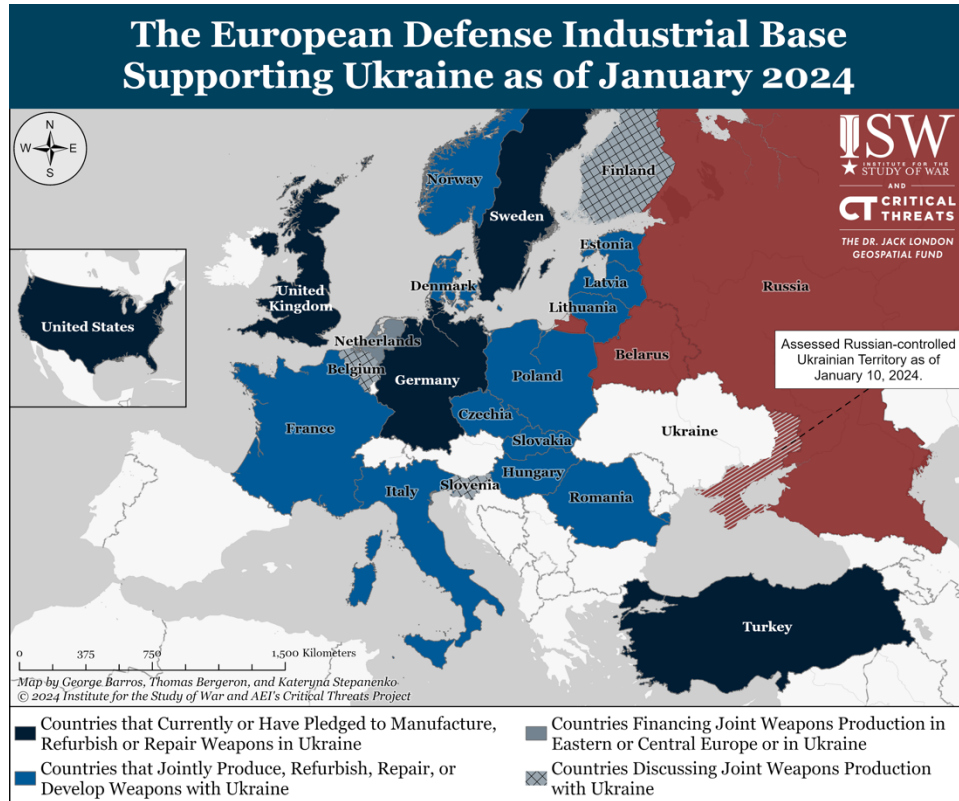 The European Defense Industrial Base
Supporting Ukraine as of January 2024
N
W E
S
ISW
INSTITUTE FOR THE
STUDY OF WAR
AND
CT CRITICAL
THREATS
THE DR. JACK LONDON
GEOSPATIAL FUND
Norway
Finland
Sweden
Estonia
Latvia
Lithuania
Russia
Denmark
United
Kingdom
United States
Netherlands
Belgium
Germany
Poland
Belarus
Assessed Russian-controlled
Ukrainian Territory as of
January 10, 2024.
France
Czechia
Slovakia
Ukraine
Hungary
Slovenia
Italy
Romania
Turkey
0 375 750 1,500 Kilometers
Map by George Barros, Thomas Bergeron, and Kateryna Stepanenko
© 2024 Institute for the Study of War and AEI's Critical Threats Project
Countries that Currently or Have Pledged to Manufacture,
Refurbish or Repair Weapons in Ukraine
Countries that Jointly Produce, Refurbish, Repair, or
Develop Weapons with Ukraine
Countries Financing Joint Weapons Production in
Eastern or Central Europe or in Ukraine
Countries Discussing Joint Weapons Production
with Ukraine